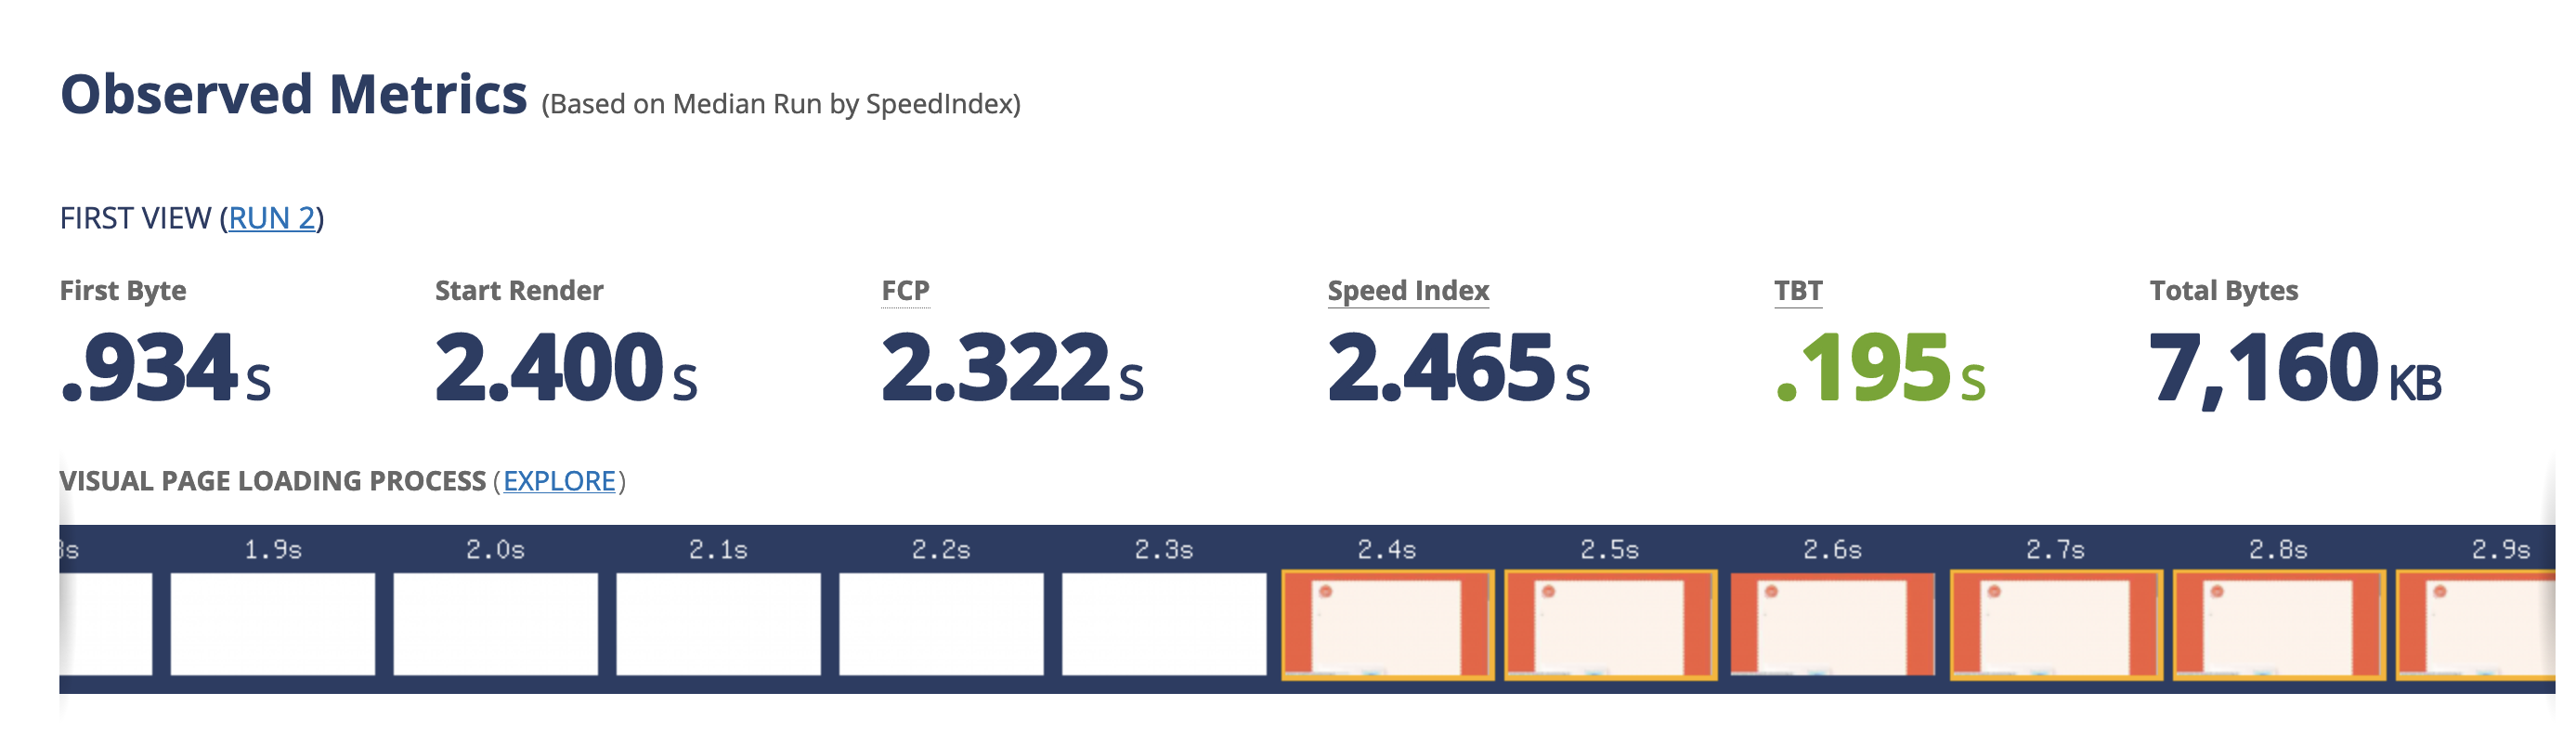 Observed Metrics (Based on Median Run by SpeedIndex)
FIRST VIEW (RUN 2)
First Byte Start Render FCP Speed Index TBT Total Bytes
.934 S 2.400 S 2.322 S 2.465 S .195 S 7,160 KB
VISUAL PAGE LOADING PROCESS (EXPLORE)
1.9s 2.0s 2.1s 2.2s 2.3s 2.4s 2.5s 2.6s 2.7s 2.8s 2.9s